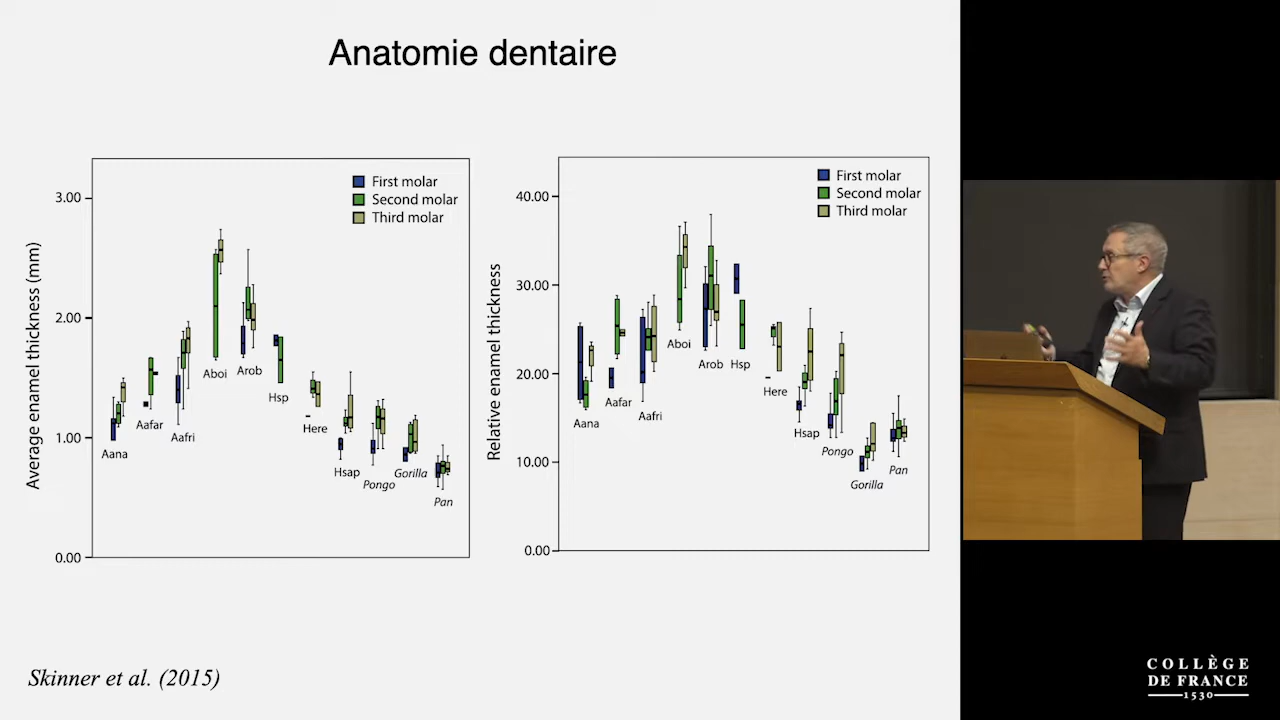 Anatomie dentaire
Average enamel thickness (mm)
3.00
2.00
1.00
0.00
First molar
Second molar
Third molar
Aana
Aafar
Aafri
Aboi
Arob
Hsp
Here
Hsap
Pongo
Gorilla
Pan
Relative enamel thickness
40.00
30.00
20.00
10.00
0.00
First molar
Second molar
Third molar
Aana
Aafar
Aafri
Aboi
Arob
Hsp
Here
Hsap
Pongo
Gorilla
Pan
Skinner et al. (2015)
COLLÈGE
DE FRANCE
1530